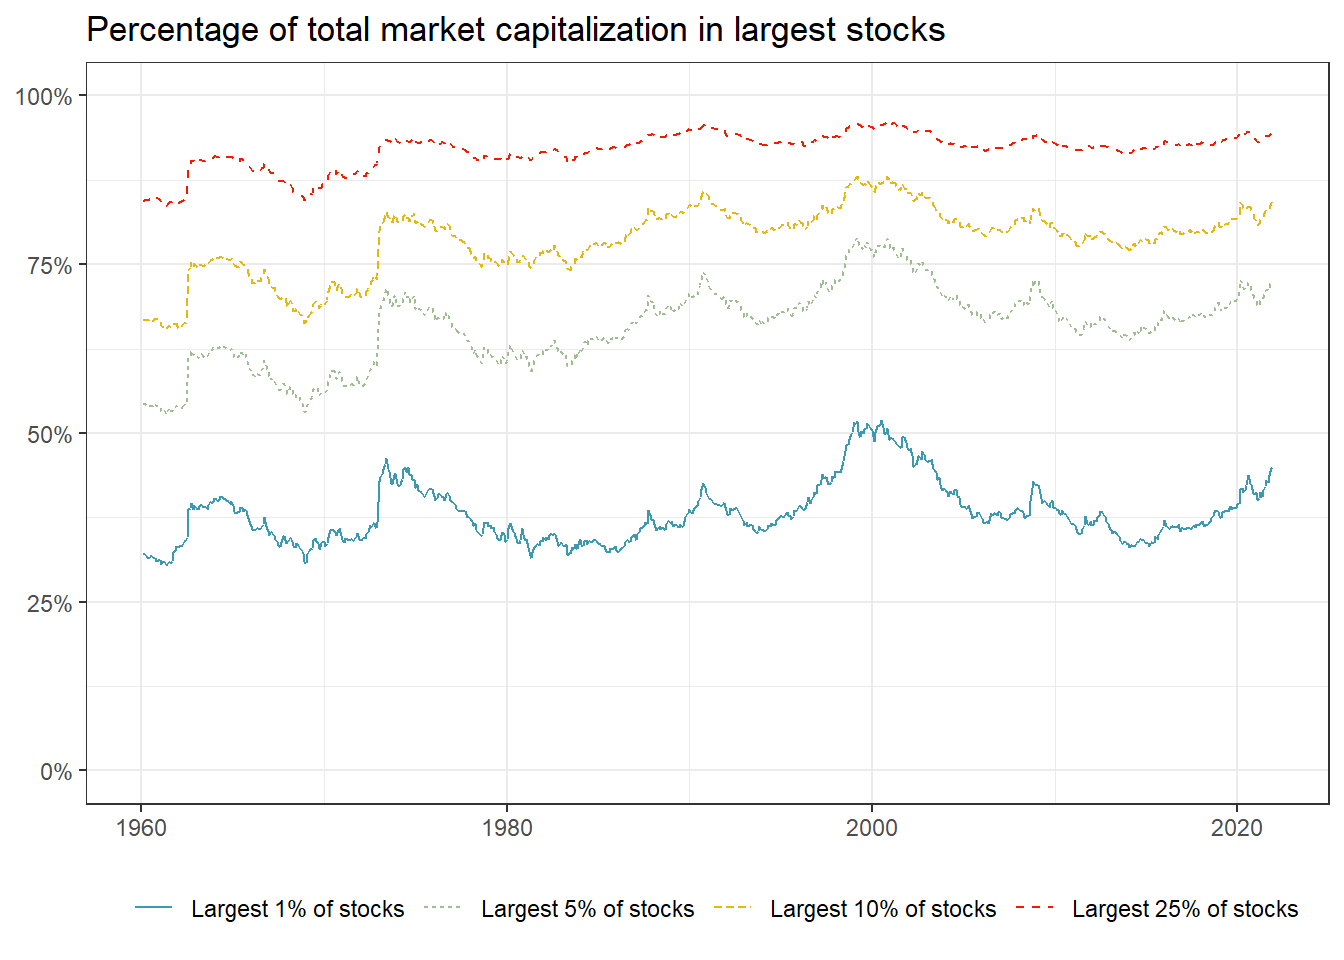 Percentage of total market capitalization in largest stocks
100%
75%
50%
25%
0%
1960 1980 2000 2020
Largest 1% of stocks Largest 5% of stocks Largest 10% of stocks Largest 25% of stocks